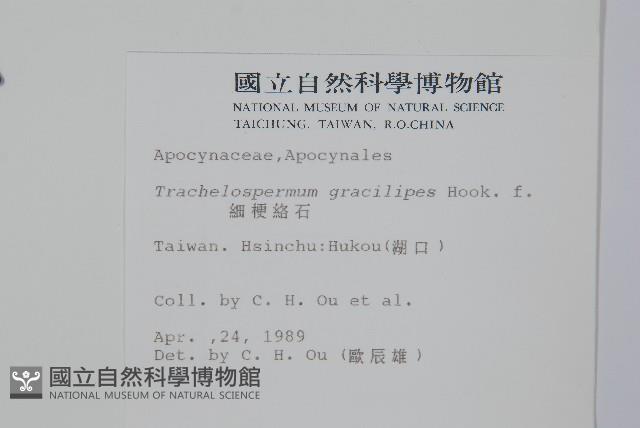 國立自然科學博物館
NATIONAL MUSEUM OF NATURAL SCIENCE
TAICHUNG, TAIWAN, R.O.CHINA
Apocynaceae,Apocynales
Trachelospermum gracilipes Hook. f.
細梗絡石
Taiwan. Hsinchu:Hukou(湖口)
Coll. by C. H. Ou et al.
Apr. ,24, 1989
Det. by C. H. Ou (歐辰雄)
國立自然科學博物館
NATIONAL MUSEUM OF NATURAL SCIENCE